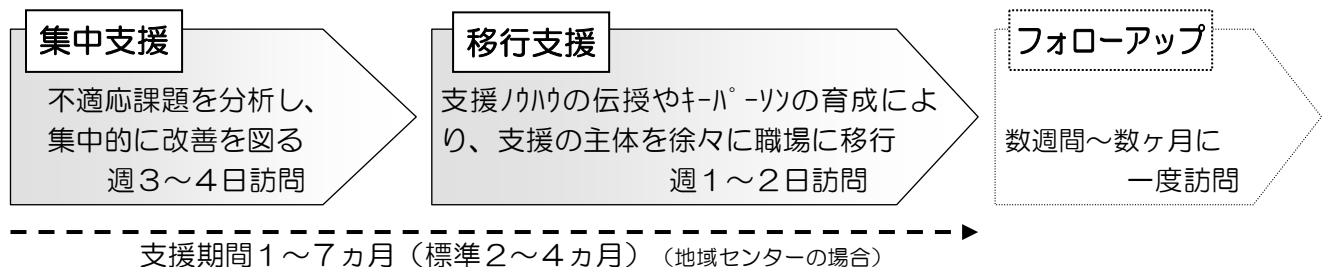 集中支援
不適応課題を分析し、
集中的に改善を図る
週３～４日訪問
移行支援
支援ﾉｳﾊｳの伝授やｷｰﾊﾟｰｿﾝの育成によ
り、支援の主体を徐々に職場に移行
週１～２日訪問
フォローアップ
数週間～数ヶ月に
一度訪問
支援期間１～７ヵ月（標準２～４ヵ月）（地域センターの場合）